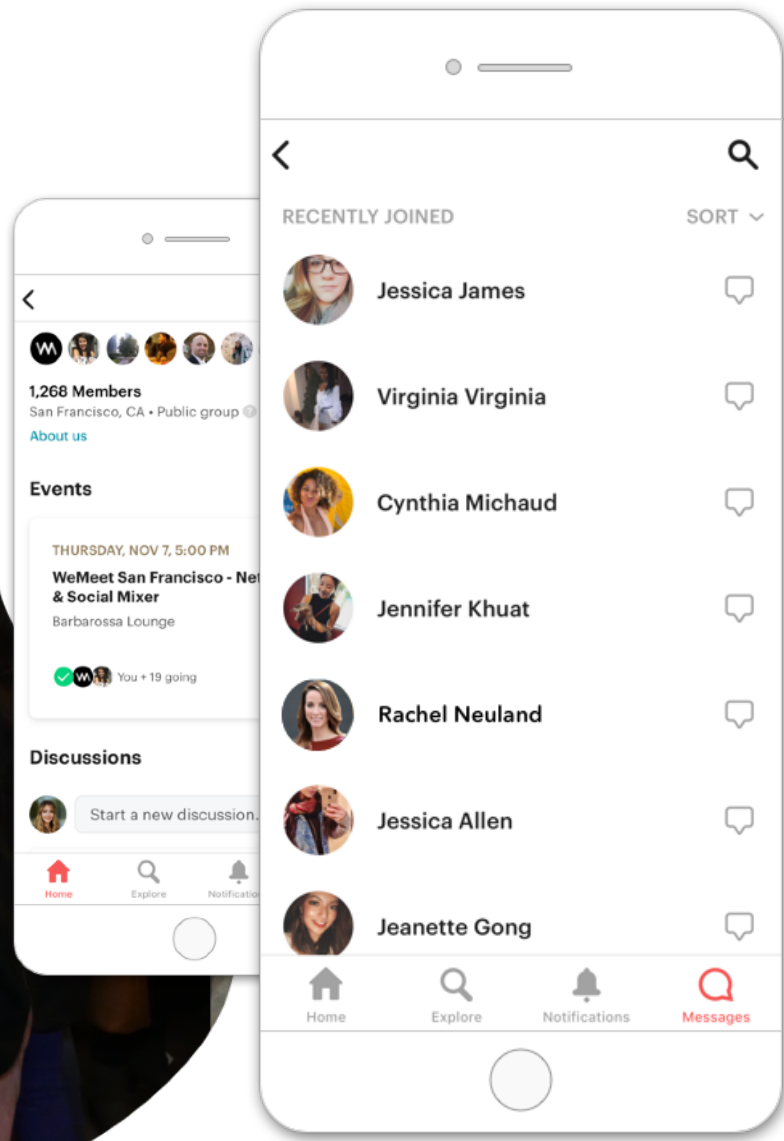 1,268 Members
San Francisco, CA • Public group
About us
Events
THURSDAY, NOV 7, 5:00 PM
WeMeet San Francisco -
& Social Mixer
Barbarossa Lounge
You + 19 going
Discussions
Start a new discussion.
Home
Explore
RECENTLY JOINED
SORT
Jessica James
Virginia Virginia
Cynthia Michaud
Jennifer Khuat
Rachel Neuland
Jessica Allen
Jeanette Gong
Home
Explore
Notifications
Messages